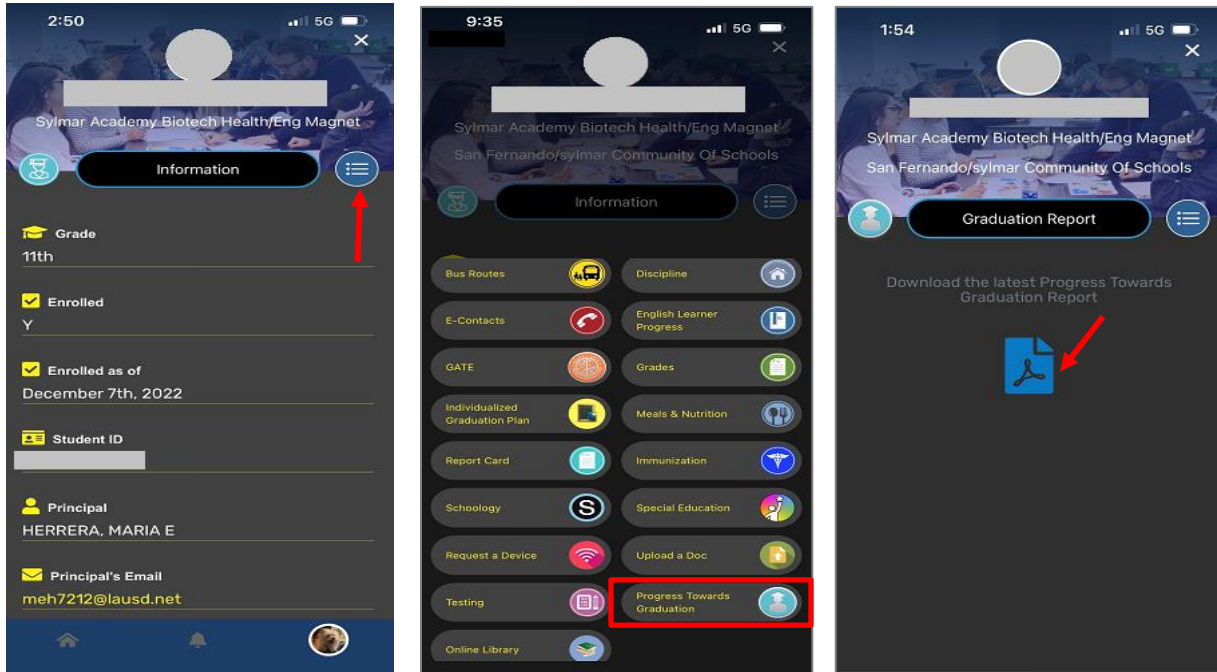 2:50
5G
Sylmar Academy Biotech Health/Eng Magnet
Information
Grade
11th
Enrolled
Y
Enrolled as of
December 7th, 2022
Student ID
Principal
HERRERA, MARIA E
Principal's Email
meh7212@lausd.net
9:35
5G
Sylmar Academy Biotech Health/Eng Magnet
San Fernando/sylmar Community Of Schools
Information
Bus Routes
Discipline
E-Contacts
English Learner
Progress
GATE
Grades
Individualized
Graduation Plan
Meals & Nutrition
Report Card
Immunization
Schoology
S
Special Education
Request a Device
Upload a Doc
Testing
Progress Towards
Graduation
Online Library
1:54
5G
Sylmar Academy Biotech Health/Eng Magnet
San Fernando/sylmar Community Of Schools
Graduation Report
Download the latest Progress Towards
Graduation Report